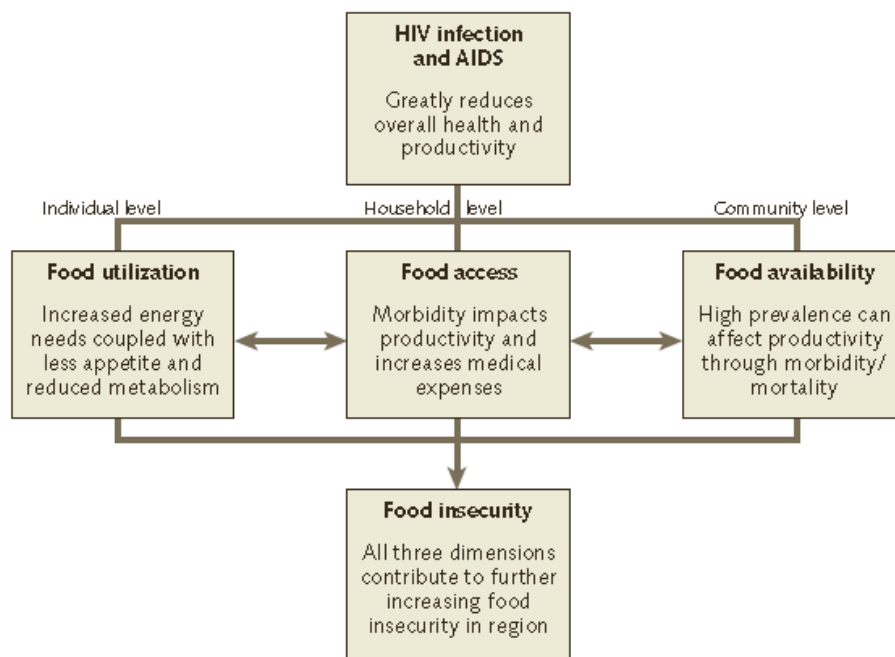 HIV infection
and AIDS
Greatly reduces
overall health and
productivity
Individual level
Household level
Community level
Food utilization
Increased energy
needs coupled with
less appetite and
reduced metabolism
Food access
Morbidity impacts
productivity and
increases medical
expenses
Food availability
High prevalence can
affect productivity
through morbidity/
mortality
Food insecurity
All three dimensions
contribute to further
increasing food
insecurity in region